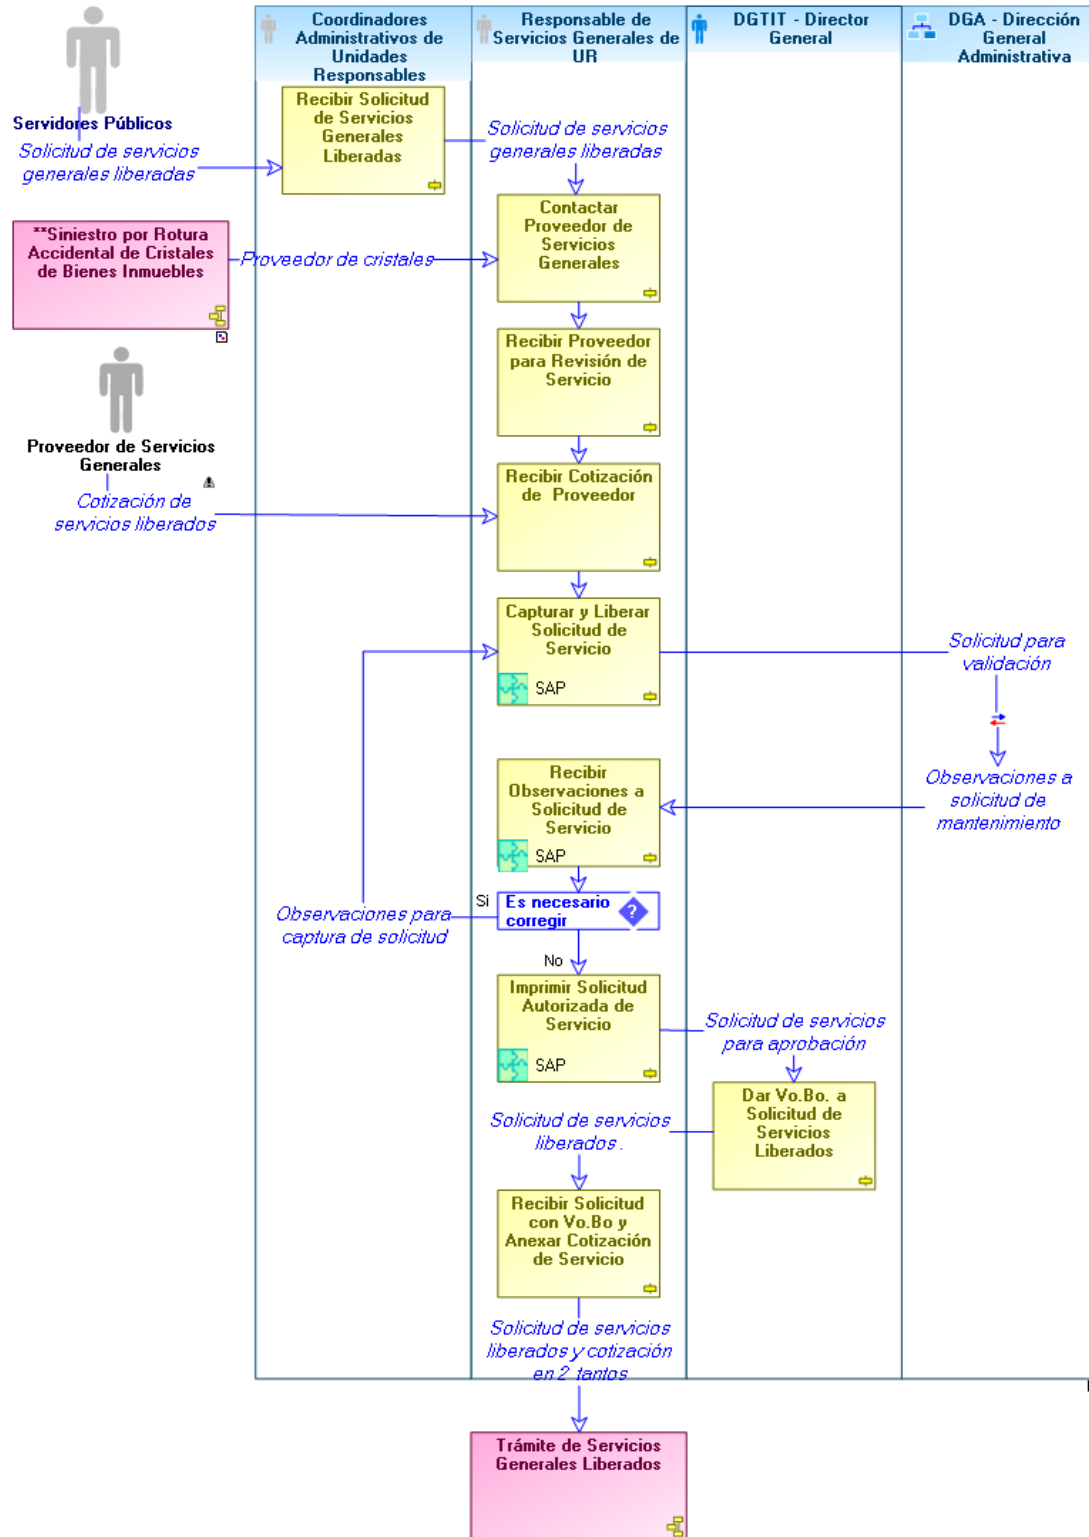 Coordinadores
Administrativos de
Unidades
Responsables
Responsable de
Servicios Generales de
UR
DGTIT - Director
General
DGA - Dirección
General
Administrativa
Servidores Públicos
Solicitud de servicios
generales liberadas
Recibir Solicitud
de Servicios
Generales
Liberadas
Solicitud de servicios
generales liberadas
**Siniestro por Rotura
Accidental de Cristales
de Bienes Inmuebles
Proveedor de cristales
Contactar
Proveedor de
Servicios
Generales
Recibir Proveedor
para Revisión de
Servicio
Proveedor de Servicios
Generales
Cotización de
servicios liberados
Recibir Cotización
de Proveedor
Capturar y Liberar
Solicitud de
Servicio
SAP
Solicitud para
validación
Observaciones a
solicitud de
mantenimiento
Recibir
Observaciones a
Solicitud de
Servicio
SAP
Si
Es necesario
corregir
?
Observaciones para
captura de solicitud
No
Imprimir Solicitud
Autorizada de
Servicio
SAP
Solicitud de servicios
para aprobación
Dar Vo.Bo. a
Solicitud de
Servicios
Liberados
Solicitud de servicios
liberados .
Recibir Solicitud
con Vo.Bo y
Anexar Cotización
de Servicio
Solicitud de servicios
liberados y cotización
en 2 tantos
Trámite de Servicios
Generales Liberados